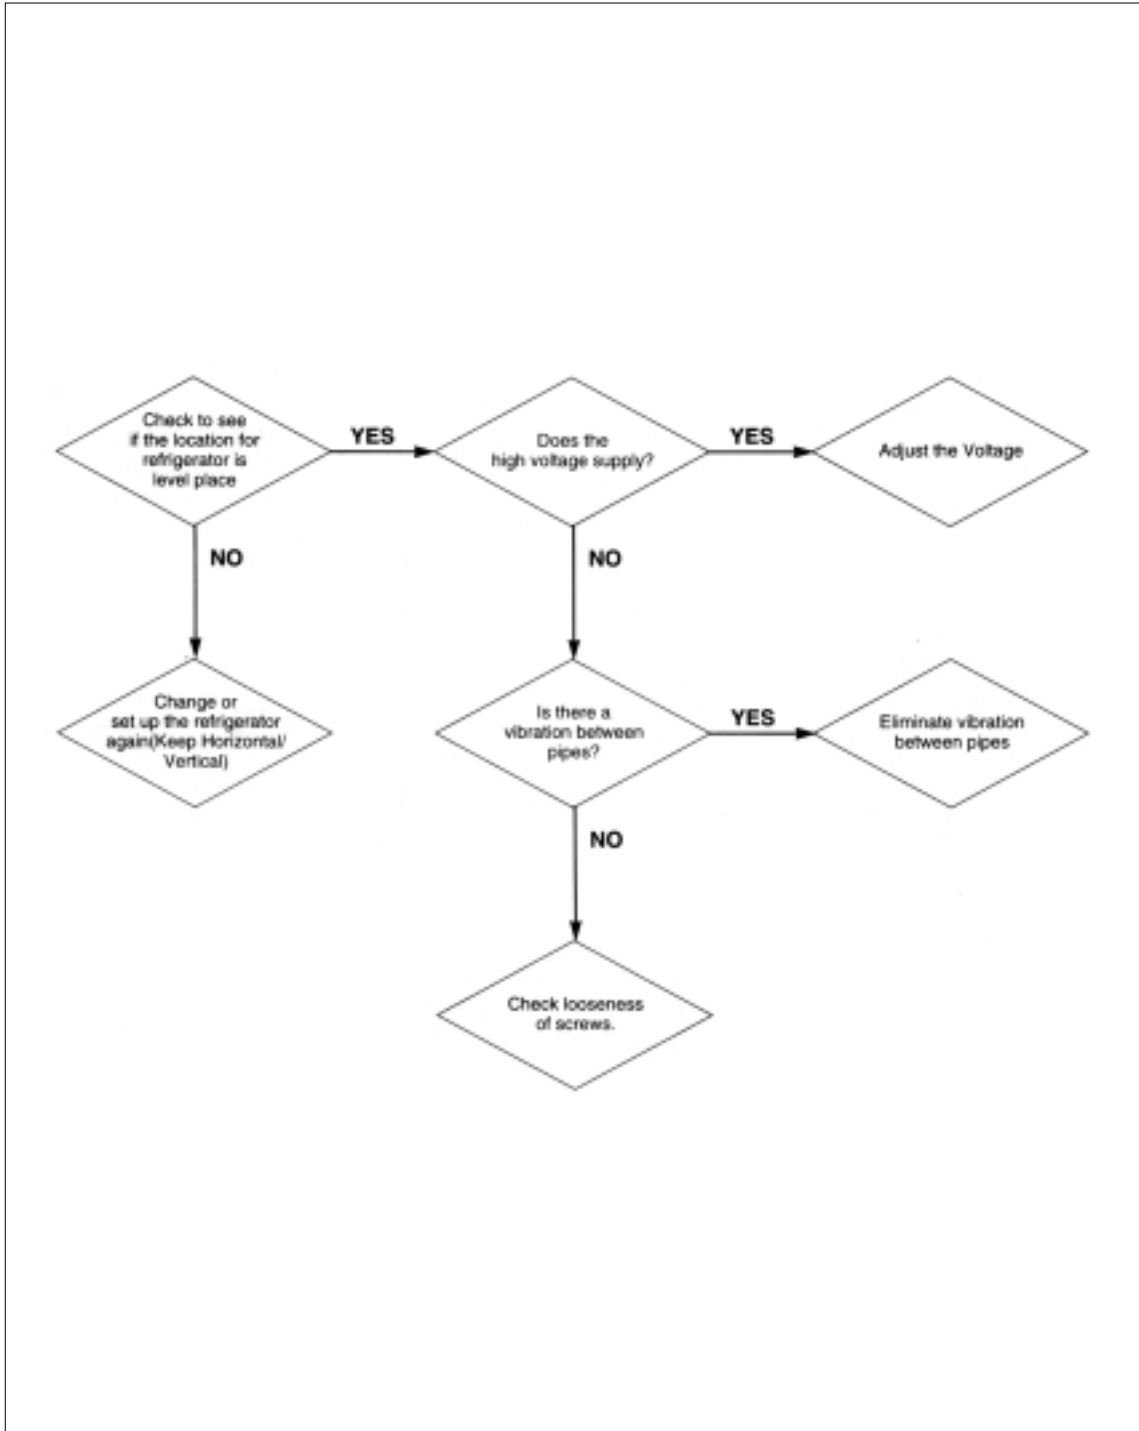 Check to see
if the location for
refrigerator is
level place
YES
Does the
high voltage supply?
YES
Adjust the Voltage
NO
NO
Change or
set up the refrigerator
again(Keep Horizontal/
Vertical)
Is there a
vibration between
pipes?
YES
Eliminate vibration
between pipes
NO
Check looseness
of screws.